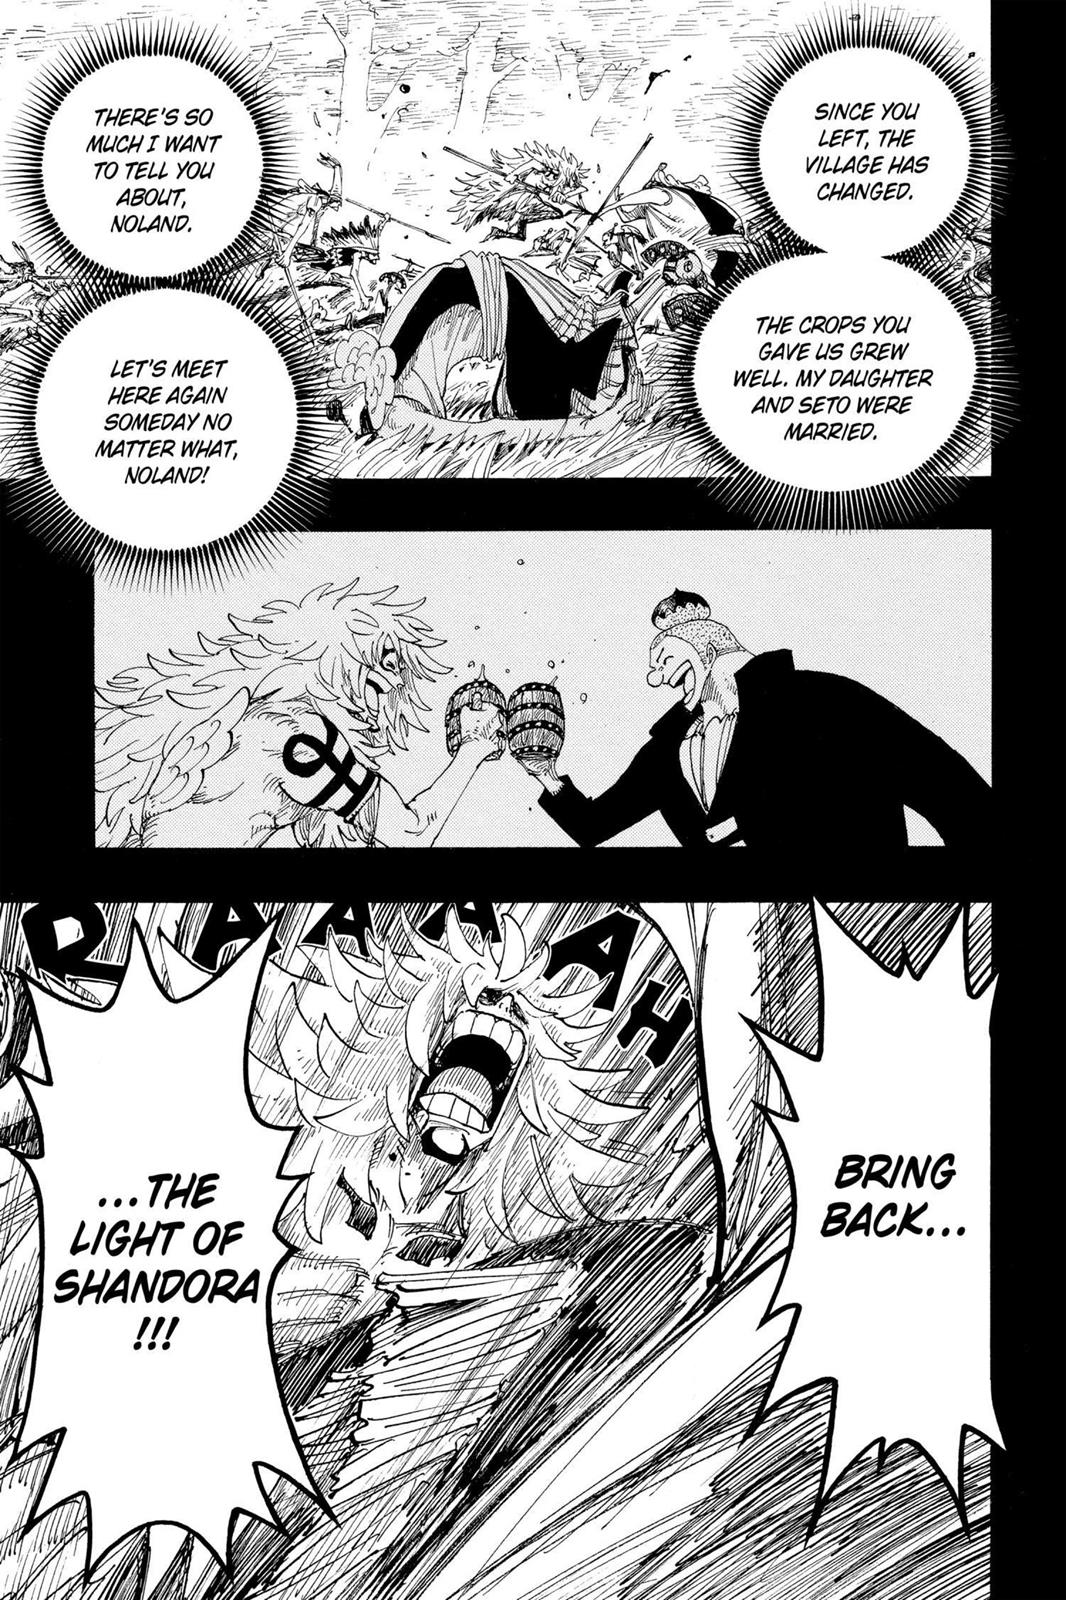 SINCE YOU
LEFT, THE
VILLAGE HAS
CHANGED.
THE CROPS YOU
GAVE US GREW
WELL. MY DAUGHTER
AND SETO WERE
MARRIED.
THERE'S SO
MUCH I WANT
TO TELL YOU
ABOUT,
NOLAND.
LET'S MEET
HERE AGAIN
SOMEDAY NO
MATTER WHAT,
NOLAND!
RAAAAH
BRING
BACK...
...THE
LIGHT OF
SHANDORA
!!!